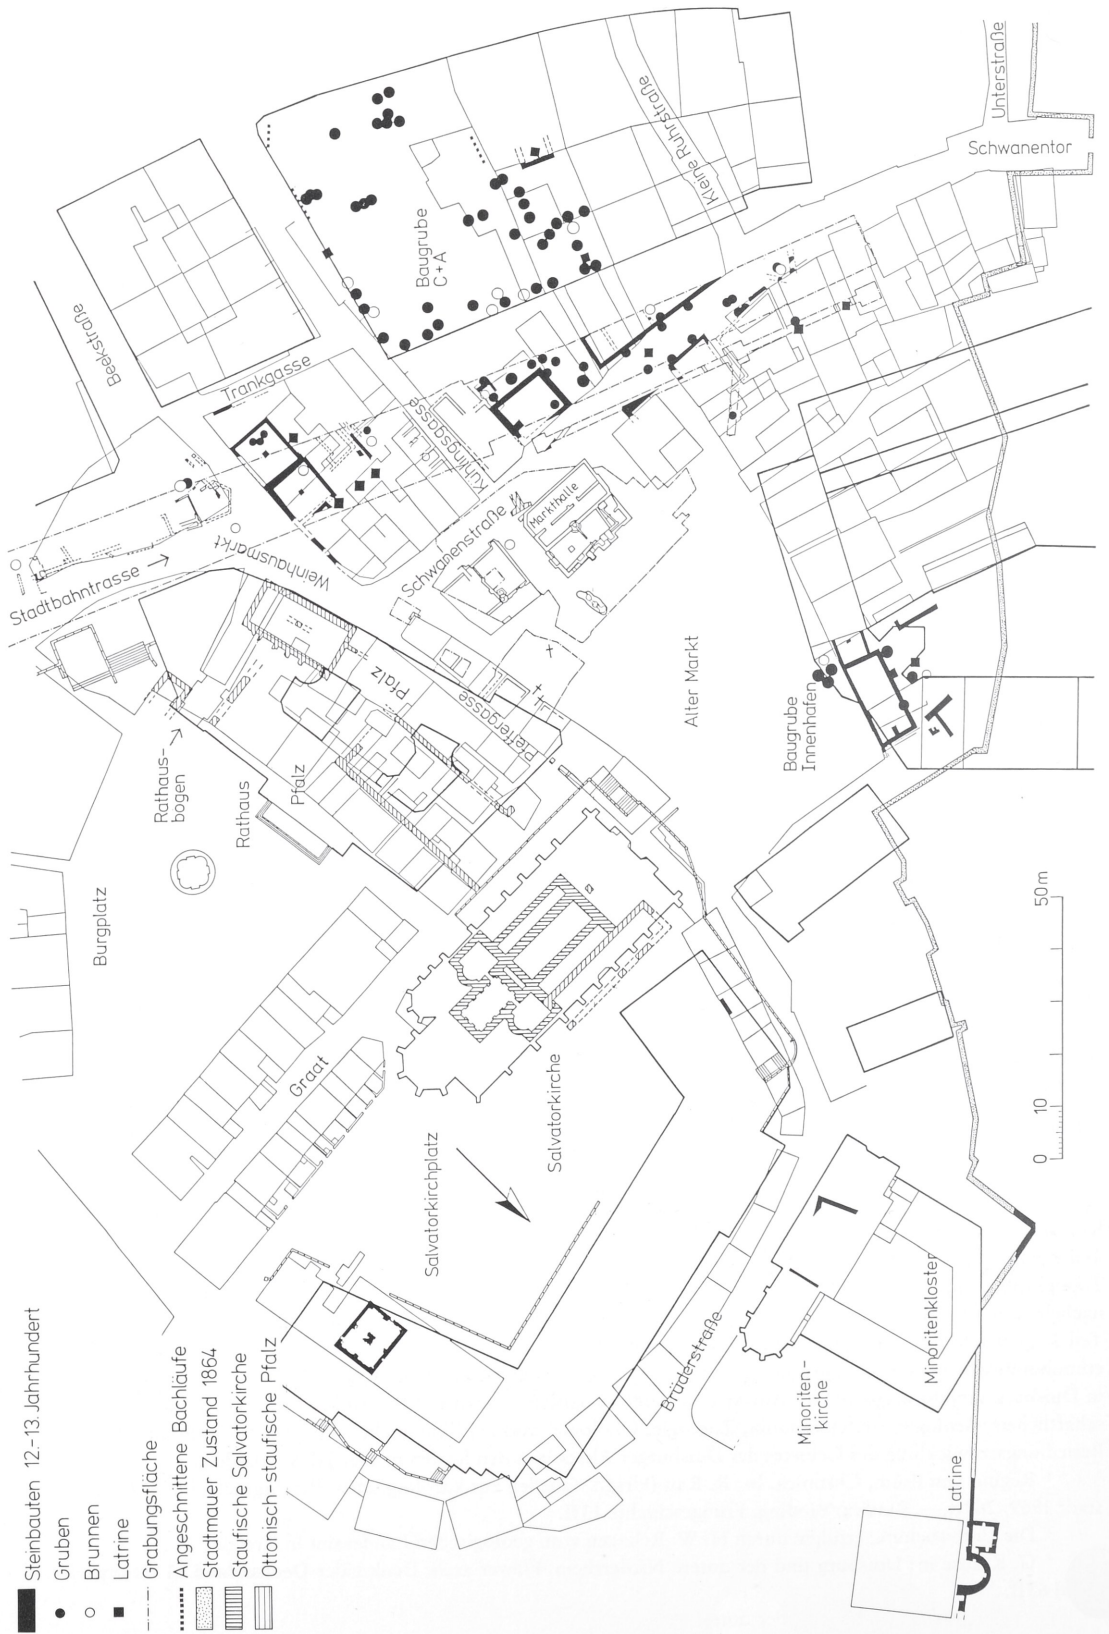 Steinbauten 12.-13. Jahrhundert
Gruben
Brunnen
Latrine
Grabungsfläche
Angeschnittene Bachläufe
Stadtmauer Zustand 1864
Staufische Salvatorkirche
Ottonisch-staufische Pfalz
Burgplatz
Beekstraße
Stadtbahntrasse
Weinhausmarkt
Trankgasse
Baugrube
C+A
Kleine Ruhrstraße
Unterstraße
Schwanentor
Kuhlingsgasse
Schwanenstraße
Markthalle
Rathaus-
bogen
Rathaus
Pfalz
Pfalz
Pfeffergasse
Alter Markt
Baugrube
Innenhafen
Graat
Salvatorkirchplatz
Salvatorkirche
Brüderstraße
Minoriten-
kirche
Minoritenkloster
Latrine
0 10 50m